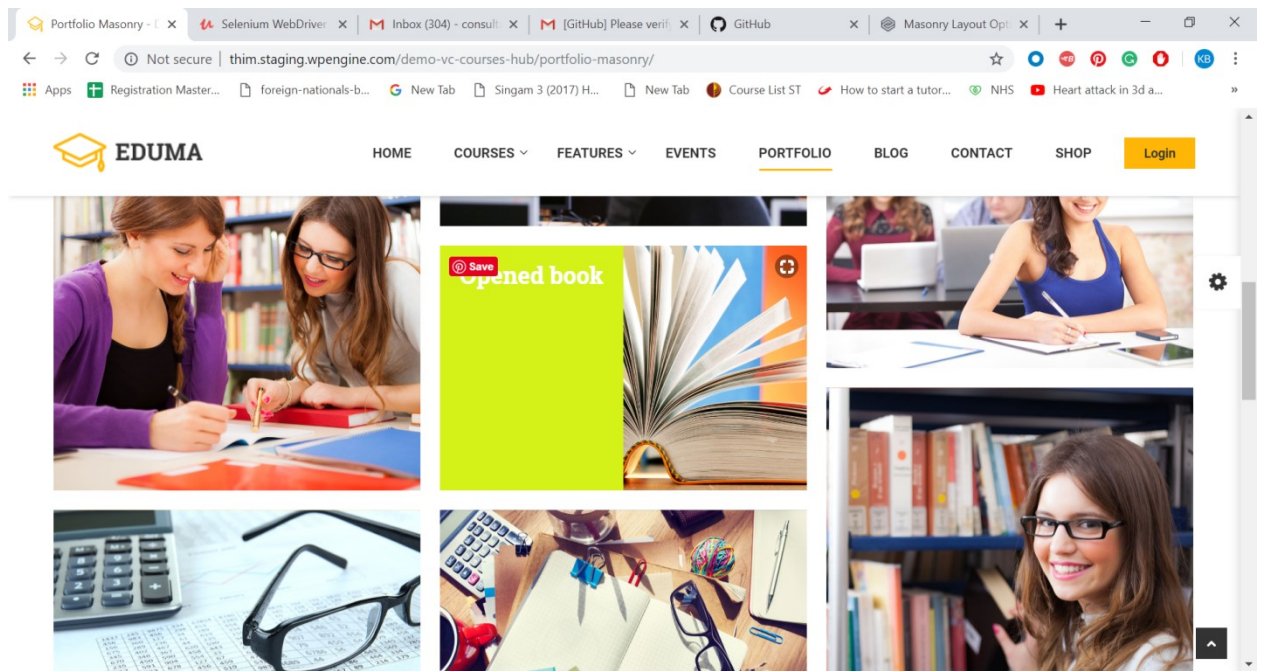 Portfolio Masonry - D
Selenium WebDriver
Inbox (304) - consult
[GitHub] Please verif
GitHub
Masonry Layout Opt
Not secure | thim.staging.wpengine.com/demo-vc-courses-hub/portfolio-masonry/
KB
Apps
Registration Master...
foreign-nationals-b...
New Tab
Singam 3 (2017) H...
New Tab
Course List ST
How to start a tutor...
NHS
Heart attack in 3d a...
»
EDUMA
HOME
COURSES
FEATURES
EVENTS
PORTFOLIO
BLOG
CONTACT
SHOP
Login
Save
Opened book